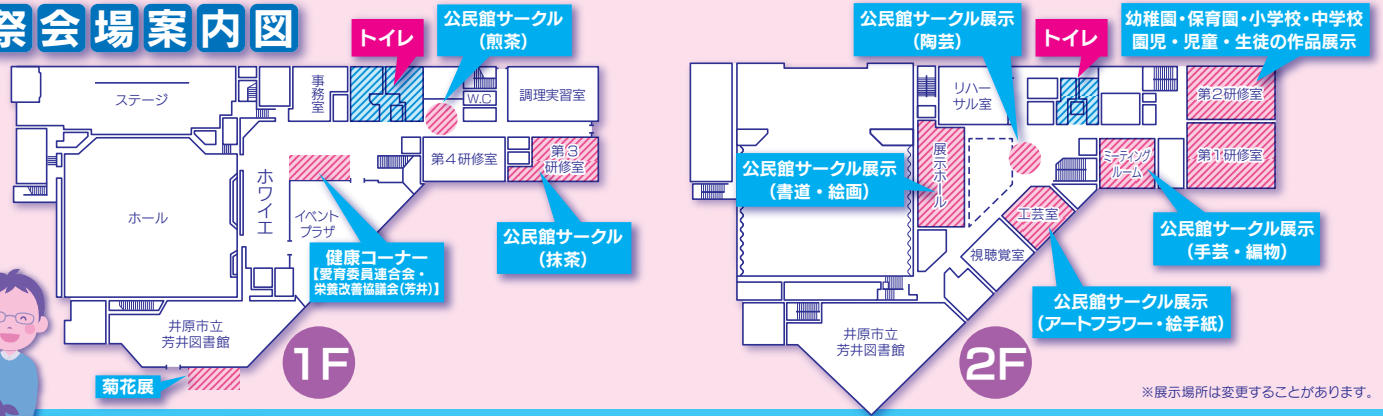 祭会場案内図
トイレ
公民館サークル
(煎茶)
ステージ
事務室
W.C
調理実習室
第4研修室
第3
研修室
ホール
ホワイエ
イベント
プラザ
公民館サークル
(抹茶)
健康コーナー
【愛育委員連合会・
栄養改善協議会(芳井)】
井原市立
芳井図書館
1F
菊花展
公民館サークル展示
(陶芸)
トイレ
幼稚園・保育園・小学校・中学校
園児・児童・生徒の作品展示
リハー
サル室
第2研修室
第1研修室
展示ホール
ミーティング
ルーム
公民館サークル展示
(書道・絵画)
工芸室
視聴覚室
公民館サークル展示
(手芸・編物)
公民館サークル展示
(アートフラワー・絵手紙)
井原市立
芳井図書館
2F
※展示場所は変更することがあります。